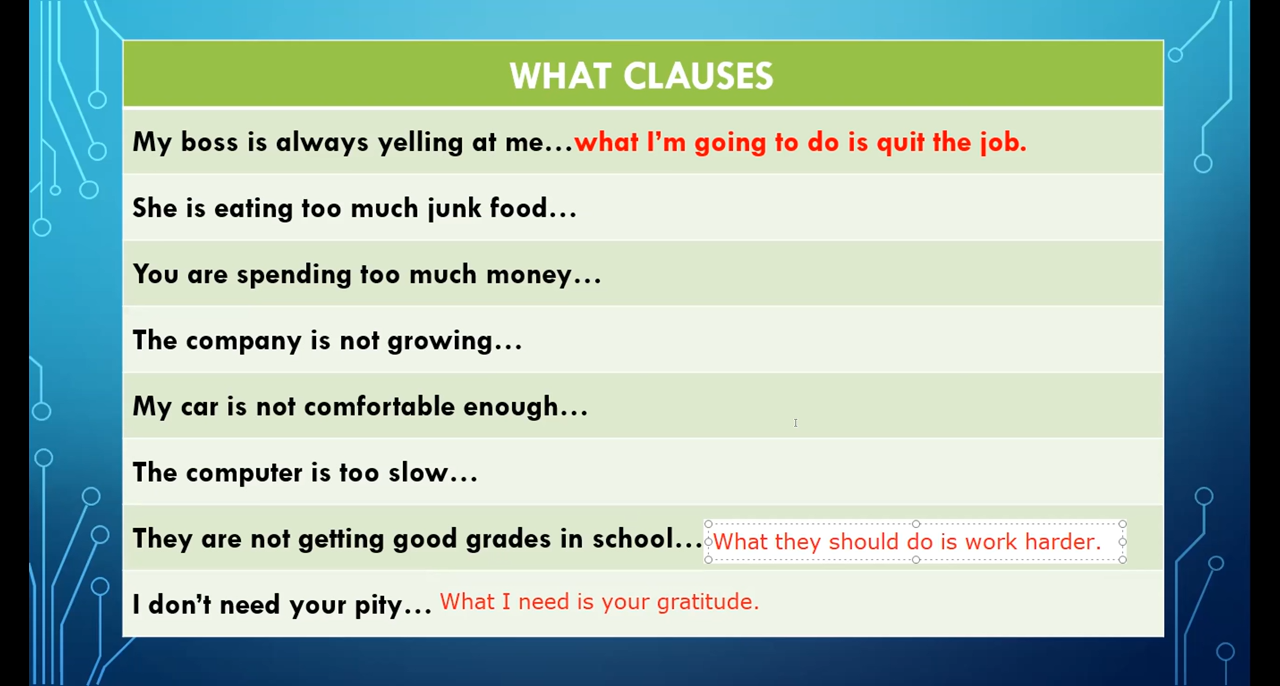 WHAT CLAUSES
My boss is always yelling at me...what I'm going to do is quit the job.
She is eating too much junk food...
You are spending too much money...
The company is not growing...
My car is not comfortable enough...
The computer is too slow...
They are not getting good grades in school... What they should do is work harder.
I don't need your pity... What I need is your gratitude.